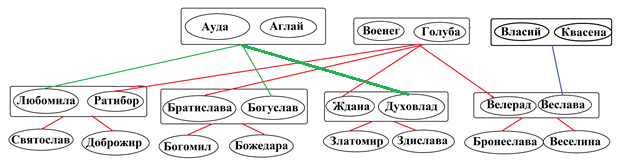 Ауда Аглай Военег Голуба Власий Квасена
Любомила Ратибор Братислава Богуслав Ждана Духовлад Велерад Веслава
Святослав Доброжир Богомил Божедара Златомир Здислава Бронеслава Веселина